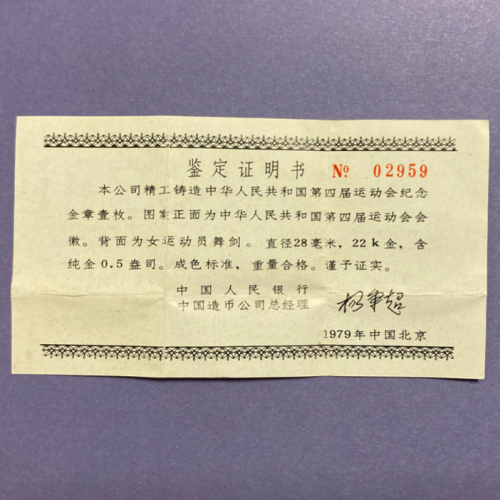 鉴定证明书 № 02959
本公司精工铸造中华人民共和国第四届运动会纪念
金章壹枚。图案正面为中华人民共和国第四届运动会会
徽。背面为女运动员舞剑。直径28毫米，22k金，含
纯金0.5盎司。成色标准，重量合格。谨予证实。
中国人民银行
中国造币公司总经理 杨秉超
1979年中国北京